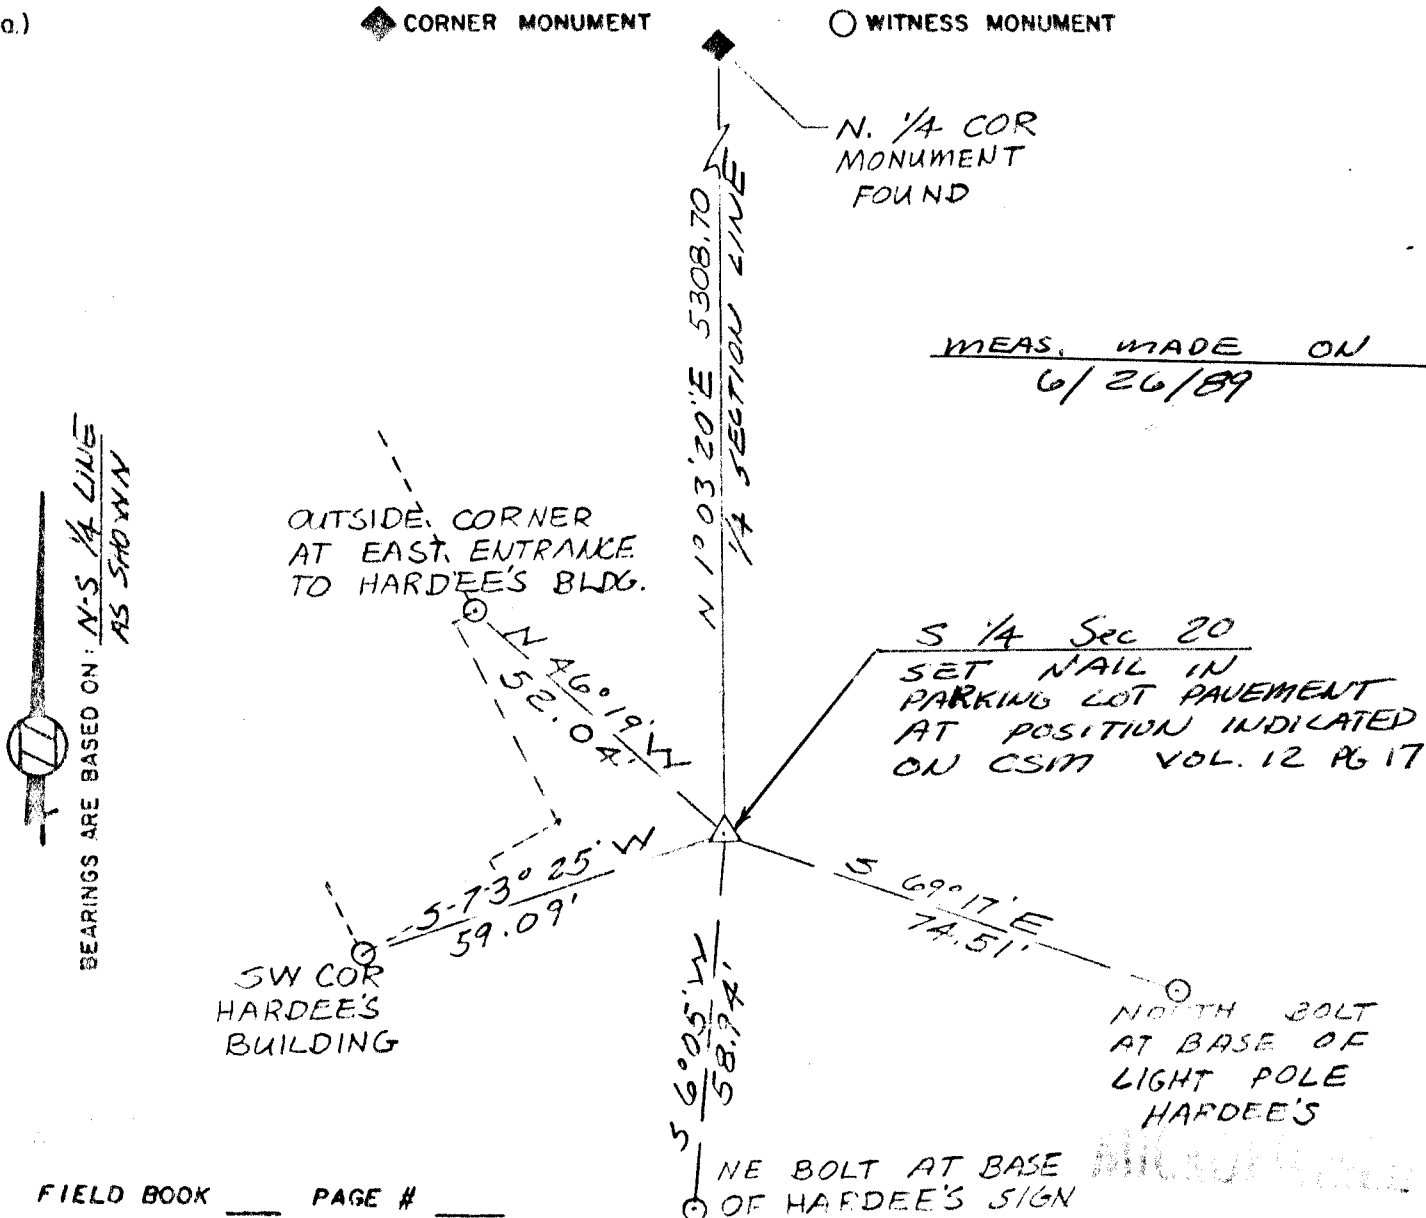 a.)
CORNER MONUMENT
WITNESS MONUMENT
N. 1/4 COR
MONUMENT
FOUND
N 1° 03' 20" E 5308.70
1/4 SECTION LINE
MEAS. MADE ON
6/26/89
BEARINGS ARE BASED ON: N-S 1/4 LINE
AS SHOWN
OUTSIDE CORNER
AT EAST ENTRANCE
TO HARDEE'S BLDG.
N 46° 19' W
52.04'
S 1/4 Sec 20
SET NAIL IN
PARKING LOT PAVEMENT
AT POSITION INDICATED
ON CSM VOL. 12 PG 17
S 73° 25' W
59.09'
SW COR
HARDEE'S
BUILDING
S 69° 17' E
74.51'
NORTH BOLT
AT BASE OF
LIGHT POLE
HARDEE'S
S 6° 05' W
58.94'
NE BOLT AT BASE
OF HARDEE'S SIGN
FIELD BOOK ____ PAGE # ____